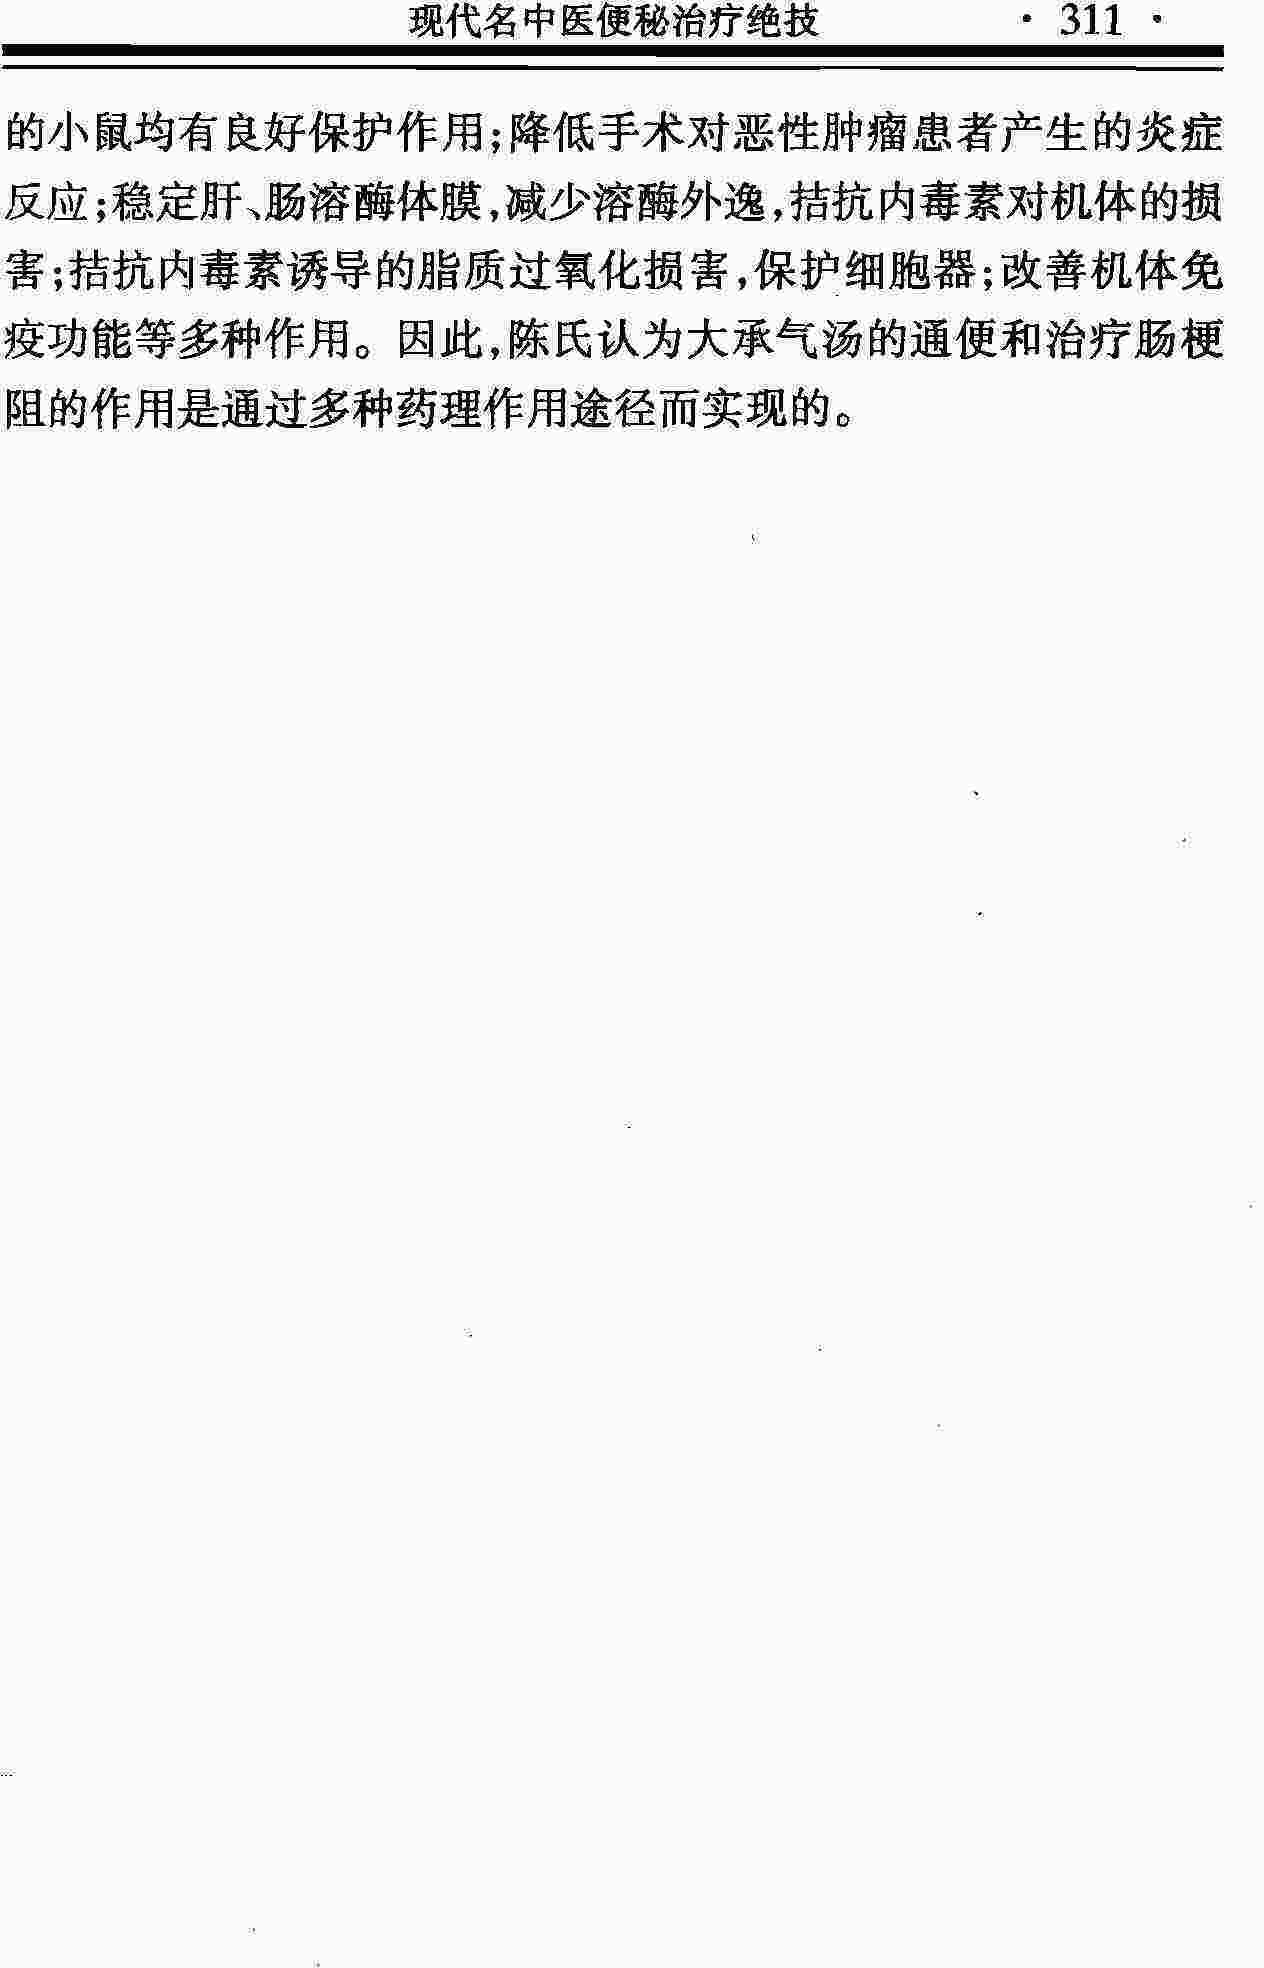 现代名中医便秘治疗绝技 · 311 ·
的小鼠均有良好保护作用;降低手术对恶性肿瘤患者产生的炎症
反应;稳定肝、肠溶酶体膜,减少溶酶外逸,拮抗内毒素对机体的损
害;拮抗内毒素诱导的脂质过氧化损害,保护细胞器;改善机体免
疫功能等多种作用。因此,陈氏认为大承气汤的通便和治疗肠梗
阻的作用是通过多种药理作用途径而实现的。